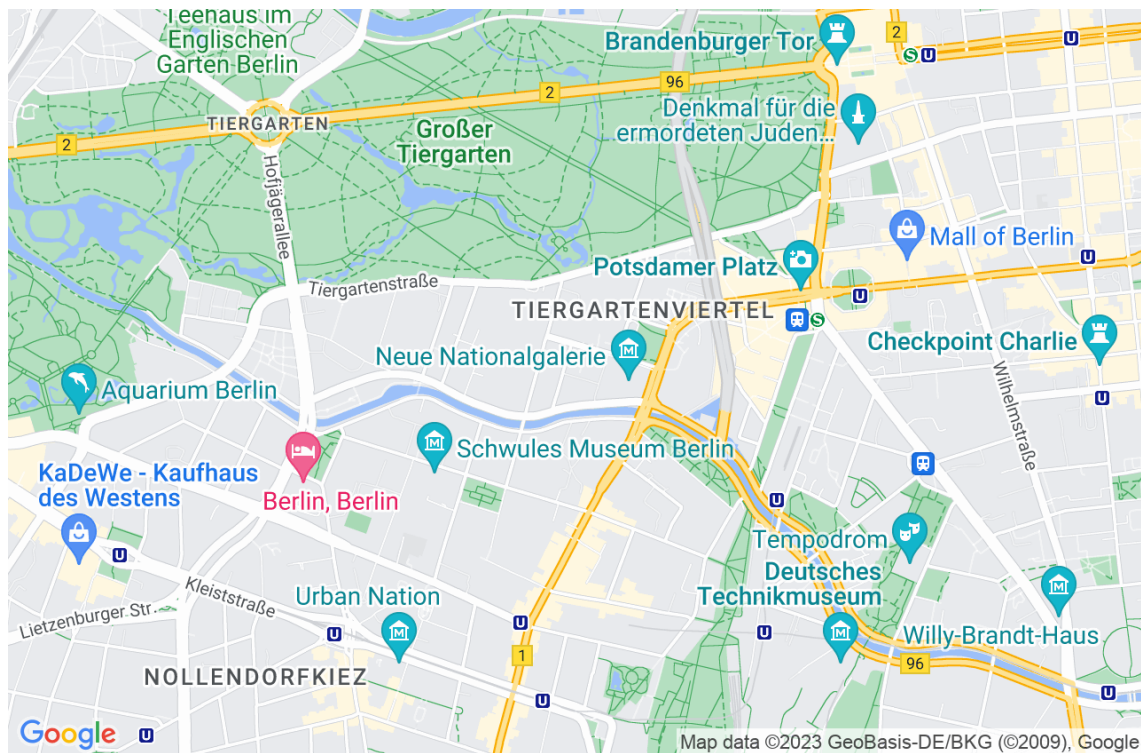 Teehaus im
Englischen
Garten Berlin
Brandenburger Tor
2
U
S
U
96
2
Denkmal für die
ermordeten Juden...
TIERGARTEN
2
Großer
Tiergarten
Hofjägerallee
Mall of Berlin
U
Potsdamer Platz
Tiergartenstraße
U
TIERGARTENVIERTEL
S
Checkpoint Charlie
Neue Nationalgalerie
Wilhelmstraße
Aquarium Berlin
U
Schwules Museum Berlin
KaDeWe - Kaufhaus
des Westens
Berlin, Berlin
U
Tempodrom
U
Deutsches
Technikmuseum
Kleiststraße
Urban Nation
Lietzenburger Str.
U
U
U
Willy-Brandt-Haus
1
96
NOLLENDORFKIEZ
U
U
Google
U
Map data ©2023 GeoBasis-DE/BKG (©2009), Google